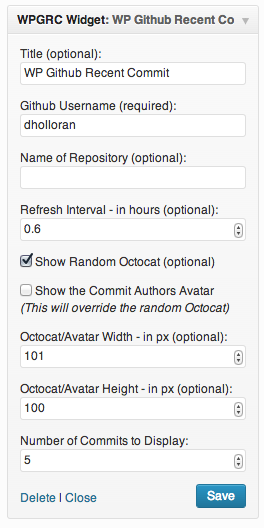 WPGRC Widget: WP Github Recent Co
Title (optional):
WP Github Recent Commit
Github Username (required):
dholloran
Name of Repository (optional):
Refresh Interval - in hours (optional):
0.6
Show Random Octocat (optional)
Show the Commit Authors Avatar
(This will override the random Octocat)
Octocat/Avatar Width - in px (optional):
101
Octocat/Avatar Height - in px (optional):
100
Number of Commits to Display:
5
Delete | Close Save